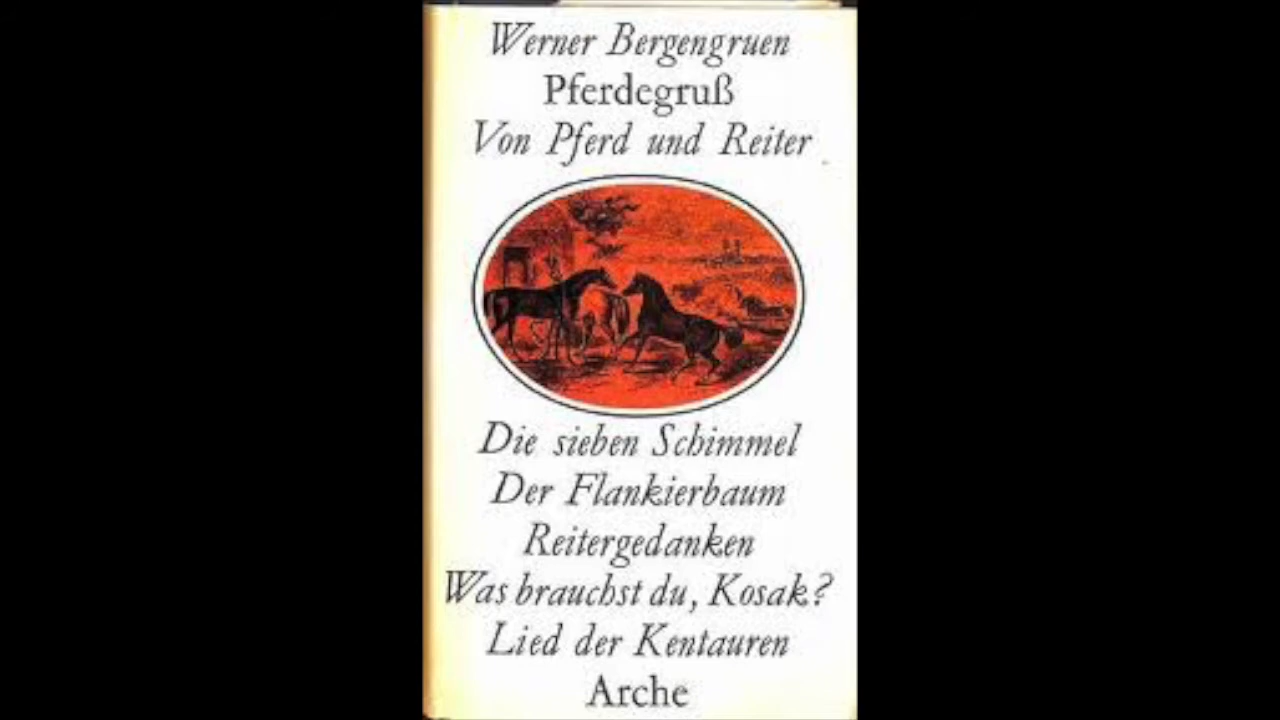 Werner Bergengruen
Pferdegruß
Von Pferd und Reiter
Die sieben Schimmel
Der Flankierbaum
Reitergedanken
Was brauchst du, Kosak?
Lied der Kentauren
Arche